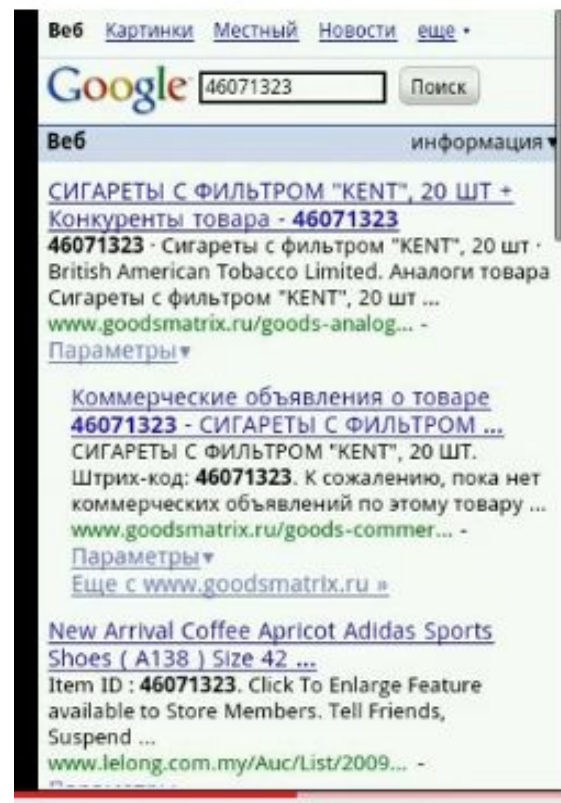 Веб Картинки Местный Новости еще
Google 46071323 Поиск
Веб информация
СИГАРЕТЫ С ФИЛЬТРОМ "KENT", 20 ШТ +
Конкуренты товара - 46071323
46071323 · Сигареты с фильтром "KENT", 20 шт ·
British American Tobacco Limited. Аналоги товара
Сигареты с фильтром "KENT", 20 шт ...
www.goodsmatrix.ru/goods-analog... -
Параметры
Коммерческие объявления о товаре
46071323 - СИГАРЕТЫ С ФИЛЬТРОМ ...
СИГАРЕТЫ С ФИЛЬТРОМ "KENT", 20 ШТ.
Штрих-код: 46071323. К сожалению, пока нет
коммерческих объявлений по этому товару ...
www.goodsmatrix.ru/goods-commer... -
Параметры
Еще с www.goodsmatrix.ru »
New Arrival Coffee Apricot Adidas Sports
Shoes ( A138 ) Size 42 ...
Item ID : 46071323. Click To Enlarge Feature
available to Store Members. Tell Friends,
Suspend ...
www.lelong.com.my/Auc/List/2009... -